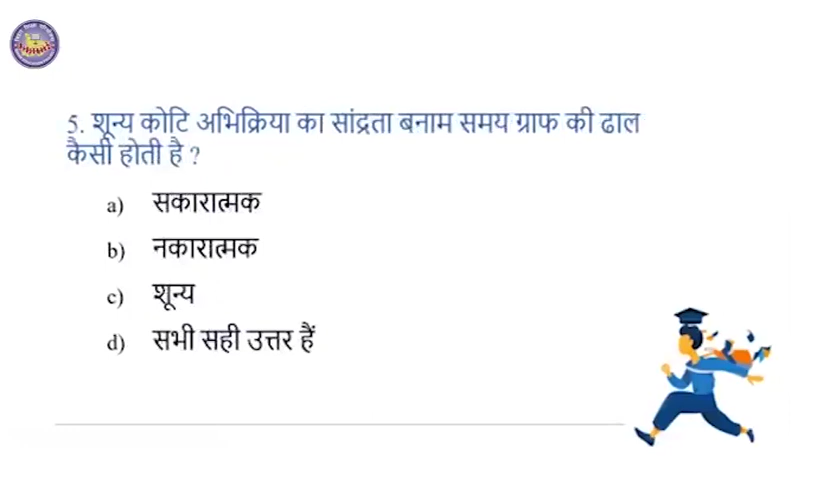 5. शून्य कोटि अभिक्रिया का सांद्रता बनाम समय ग्राफ की ढाल
कैसी होती है ?
a) सकारात्मक
b) नकारात्मक
c) शून्य
d) सभी सही उत्तर हैं